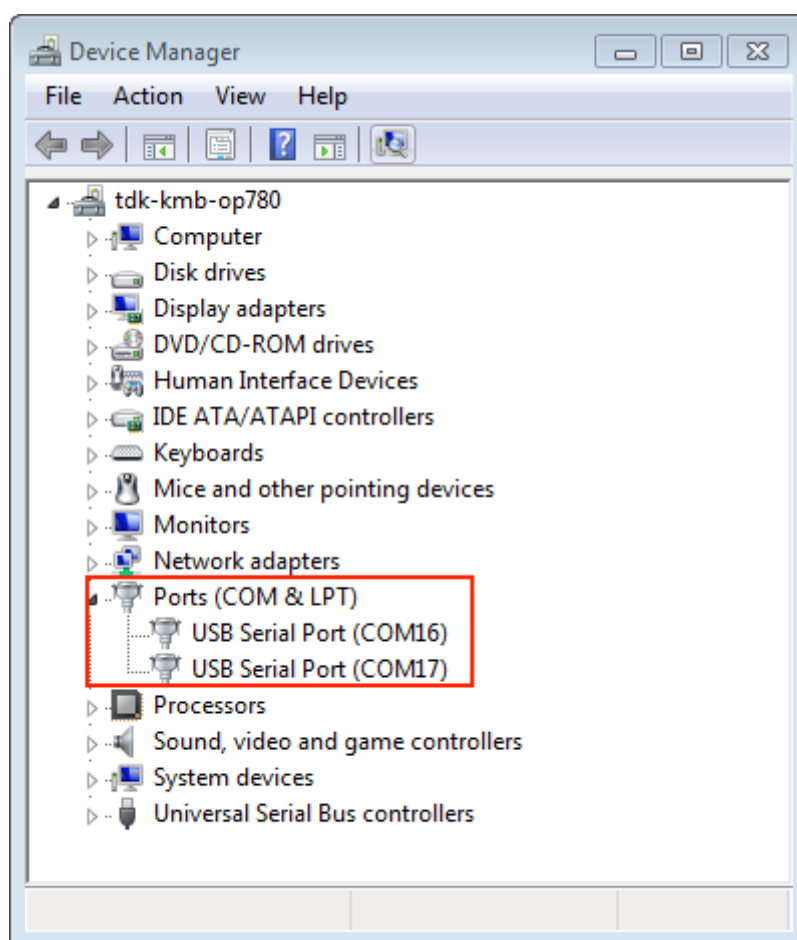 Device Manager
File Action View Help
tdk-kmb-op780
Computer
Disk drives
Display adapters
DVD/CD-ROM drives
Human Interface Devices
IDE ATA/ATAPI controllers
Keyboards
Mice and other pointing devices
Monitors
Network adapters
Ports (COM & LPT)
USB Serial Port (COM16)
USB Serial Port (COM17)
Processors
Sound, video and game controllers
System devices
Universal Serial Bus controllers